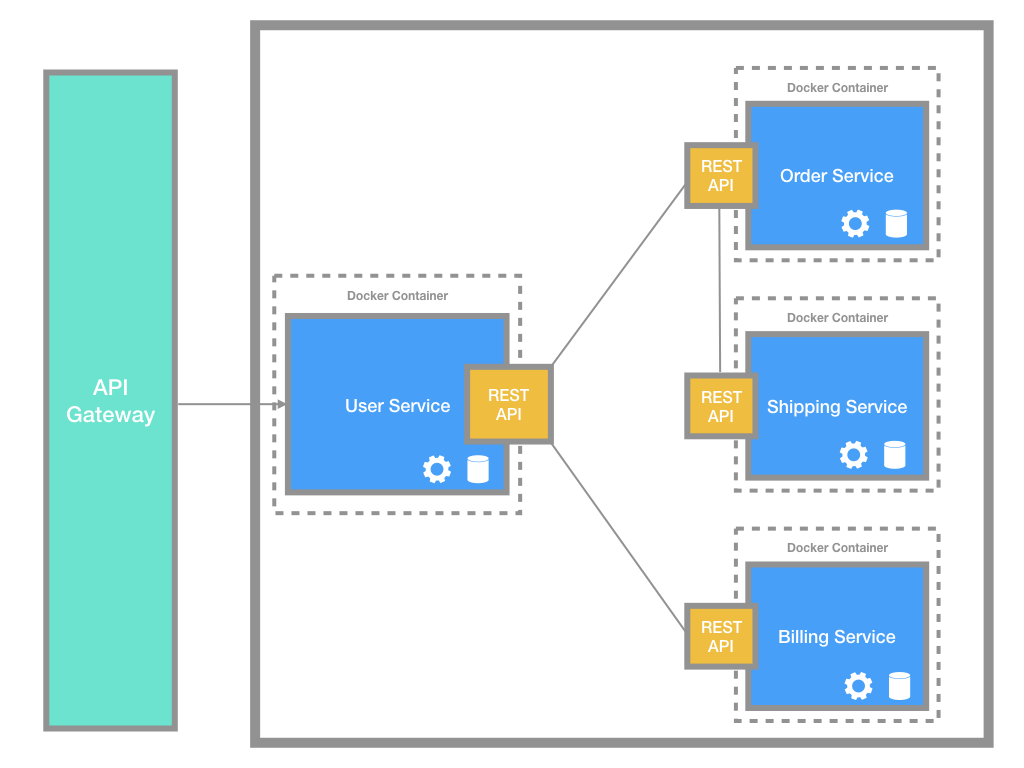 API
Gateway
Docker Container
User Service
REST
API
Docker Container
REST
API
Order Service
Docker Container
REST
API
Shipping Service
Docker Container
REST
API
Billing Service